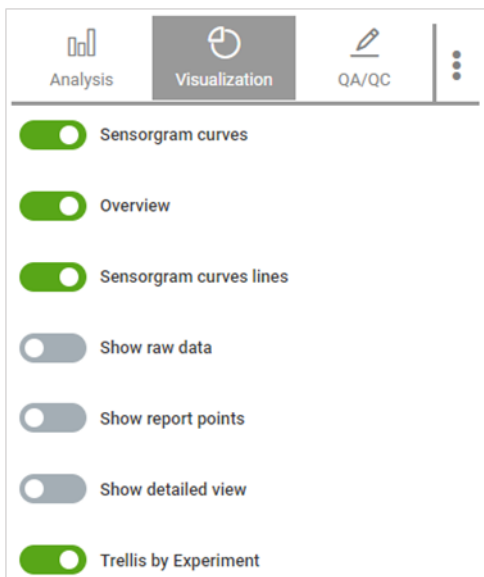 Analysis
Visualization
QA/QC
Sensorgram curves
Overview
Sensorgram curves lines
Show raw data
Show report points
Show detailed view
Trellis by Experiment